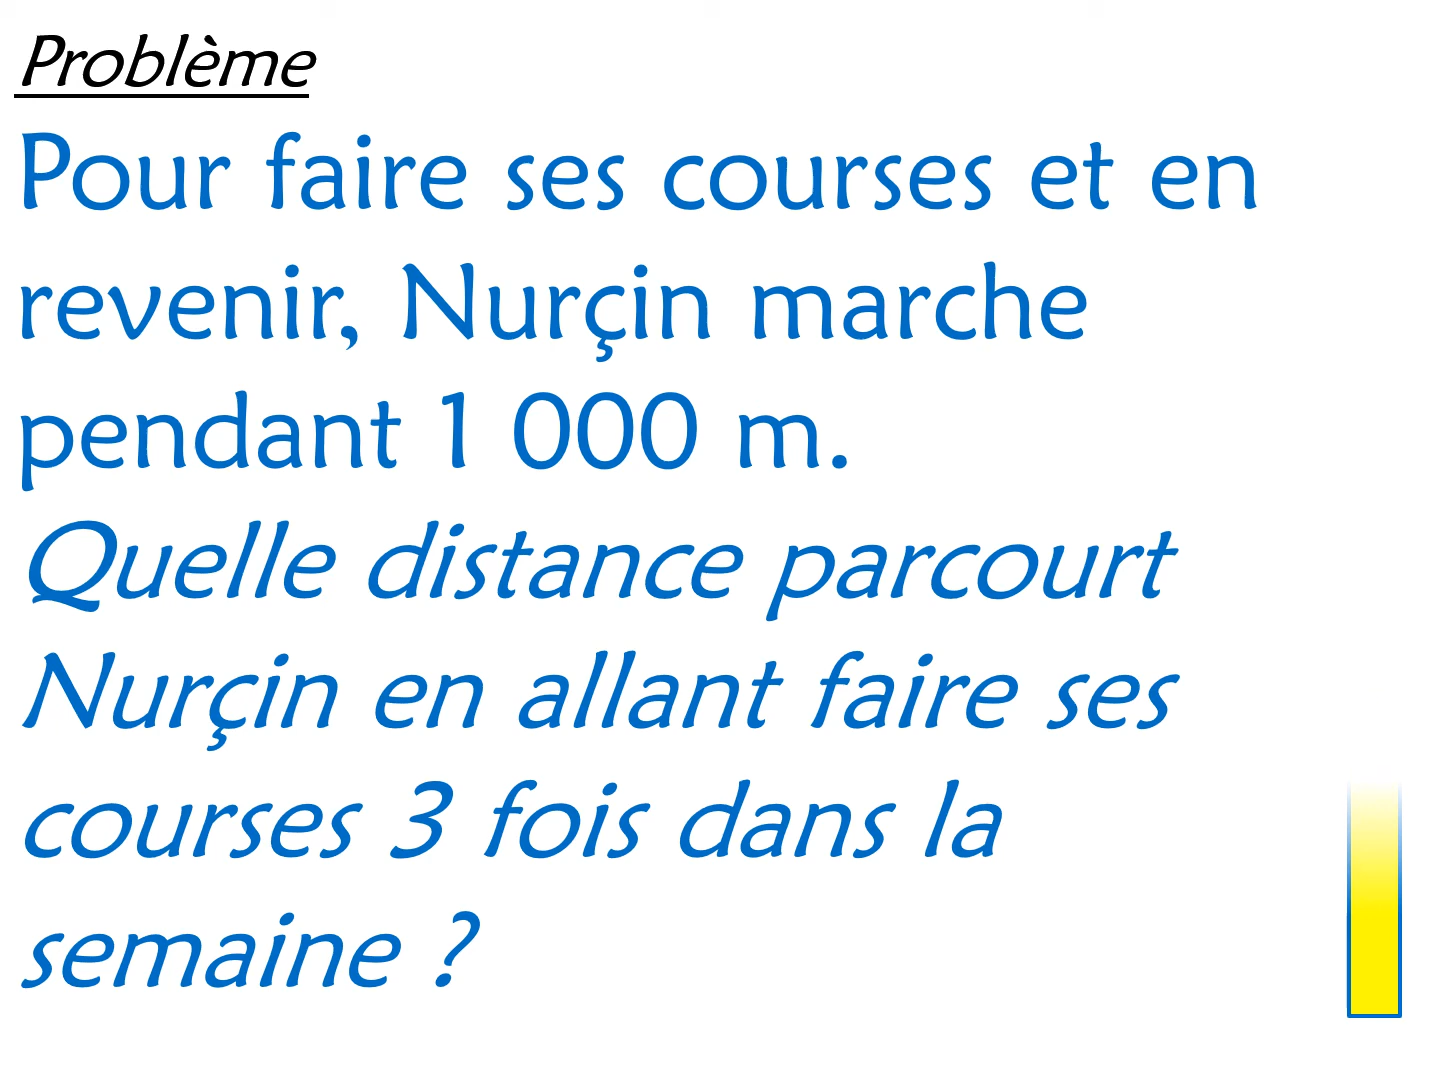 Problème
Pour faire ses courses et en
revenir, Nurçin marche
pendant 1 000 m.
Quelle distance parcourt
Nurçin en allant faire ses
courses 3 fois dans la
semaine ?